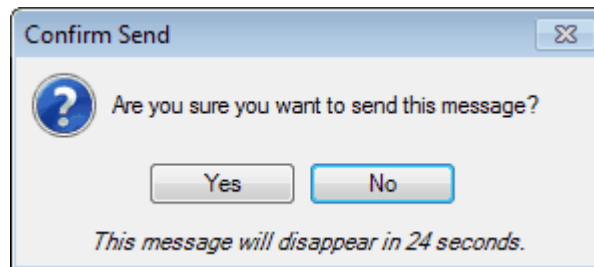 Confirm Send
Are you sure you want to send this message?
Yes No
This message will disappear in 24 seconds.